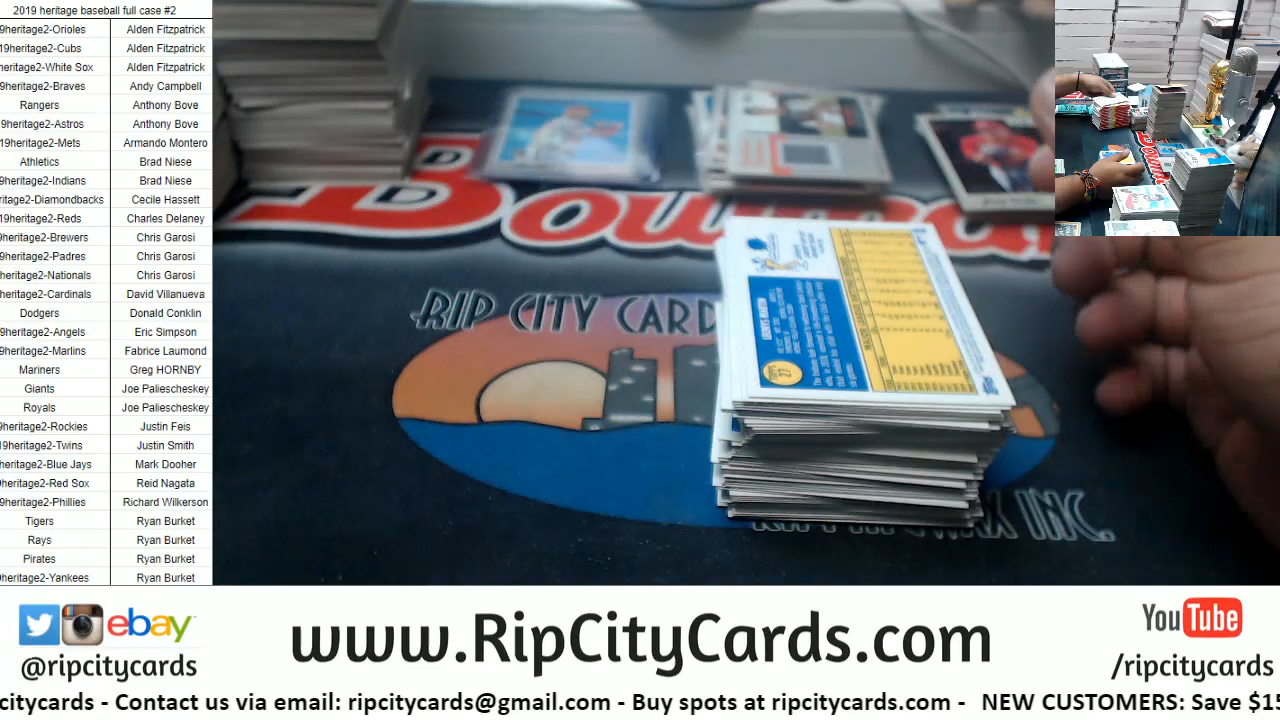 2019 heritage baseball full case #2
9heritage2-Orioles Alden Fitzpatrick
19heritage2-Cubs Alden Fitzpatrick
heritage2-White Sox Alden Fitzpatrick
9heritage2-Braves Andy Campbell
Rangers Anthony Bove
9heritage2-Astros Anthony Bove
19heritage2-Mets Armando Montero
Athletics Brad Niese
9heritage2-Indians Brad Niese
ritage2-Diamondbacks Cecile Hassett
19heritage2-Reds Charles Delaney
9heritage2-Brewers Chris Garosi
9heritage2-Padres Chris Garosi
heritage2-Nationals Chris Garosi
heritage2-Cardinals David Villanueva
Dodgers Donald Conklin
9heritage2-Angels Eric Simpson
9heritage2-Marlins Fabrice Laumond
Mariners Greg HORNBY
Giants Joe Paliescheskey
Royals Joe Paliescheskey
9heritage2-Rockies Justin Feis
19heritage2-Twins Justin Smith
heritage2-Blue Jays Mark Dooher
heritage2-Red Sox Reid Nagata
9heritage2-Phillies Richard Wilkerson
Tigers Ryan Burket
Rays Ryan Burket
Pirates Ryan Burket
heritage2-Yankees Ryan Burket
RIP CITY CARD
INC.
TOPPS 27
topps
ebay
@ripcitycards
www.RipCityCards.com
YouTube
/ripcitycards
citycards - Contact us via email: ripcitycards@gmail.com - Buy spots at ripcitycards.com - NEW CUSTOMERS: Save $15